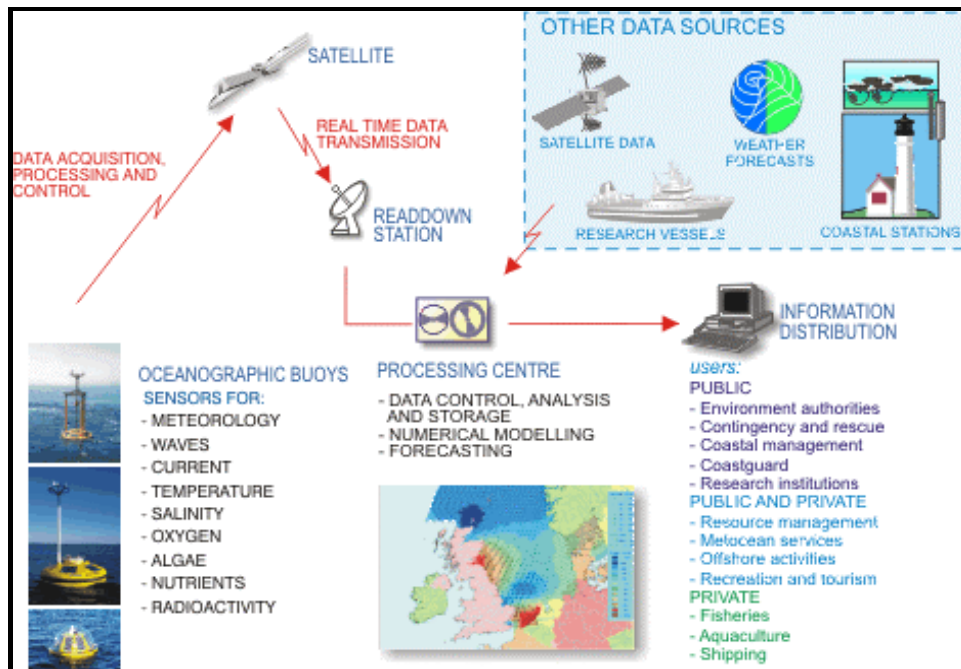 SATELLITE
REAL TIME DATA
TRANSMISSION
DATA ACQUISITION,
PROCESSING AND
CONTROL
READDOWN
STATION
OTHER DATA SOURCES
SATELLITE DATA
WEATHER
FORECASTS
RESEARCH VESSELS
COASTAL STATIONS
OCEANOGRAPHIC BUOYS
SENSORS FOR:
- METEOROLOGY
- WAVES
- CURRENT
- TEMPERATURE
- SALINITY
- OXYGEN
- ALGAE
- NUTRIENTS
- RADIOACTIVITY
PROCESSING CENTRE
- DATA CONTROL, ANALYSIS
AND STORAGE
- NUMERICAL MODELLING
- FORECASTING
INFORMATION
DISTRIBUTION
users:
PUBLIC
- Environment authorities
- Contingency and rescue
- Coastal management
- Coastguard
- Research institutions
PUBLIC AND PRIVATE
- Resource management
- Metocean services
- Offshore activities
- Recreation and tourism
PRIVATE
- Fisheries
- Aquaculture
- Shipping